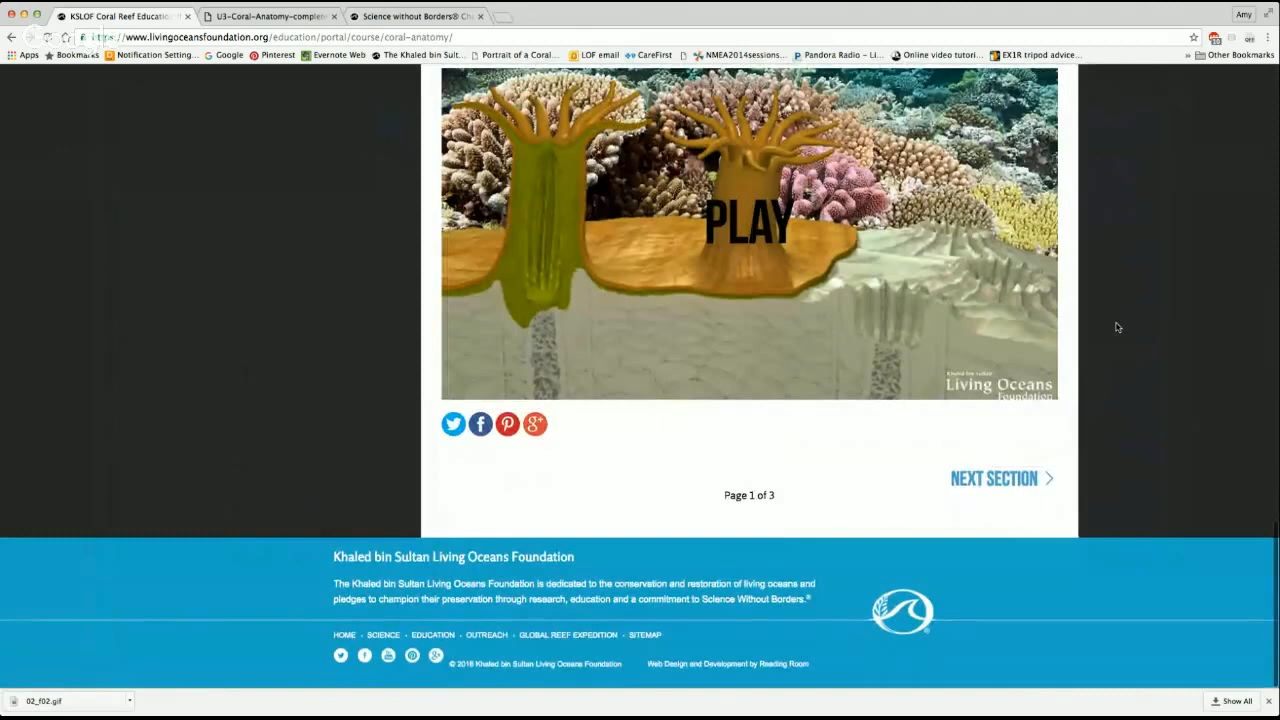 KSLOF Coral Reef Education
U3-Coral-Anatomy-complete
Science without Borders® Ch
Amy
https://www.livingoceansfoundation.org/education/portal/course/coral-anatomy/
Apps
Bookmarks
Notification Setting...
Google
Pinterest
Evernote Web
The Khaled bin Sult...
Portrait of a Coral...
LOF email
CareFirst
NMEA2014sessions...
Pandora Radio - Li...
Online video tutori...
EX1R tripod advice...
»
Other Bookmarks
PLAY
Khaled bin Sultan
Living Oceans
Foundation
NEXT SECTION >
Page 1 of 3
Khaled bin Sultan Living Oceans Foundation
The Khaled bin Sultan Living Oceans Foundation is dedicated to the conservation and restoration of living oceans and
pledges to champion their preservation through research, education and a commitment to Science Without Borders.®
HOME · SCIENCE · EDUCATION · OUTREACH · GLOBAL REEF EXPEDITION · SITEMAP
© 2016 Khaled bin Sultan Living Oceans Foundation
Web Design and Development by Reading Room
02_f02.gif
Show All